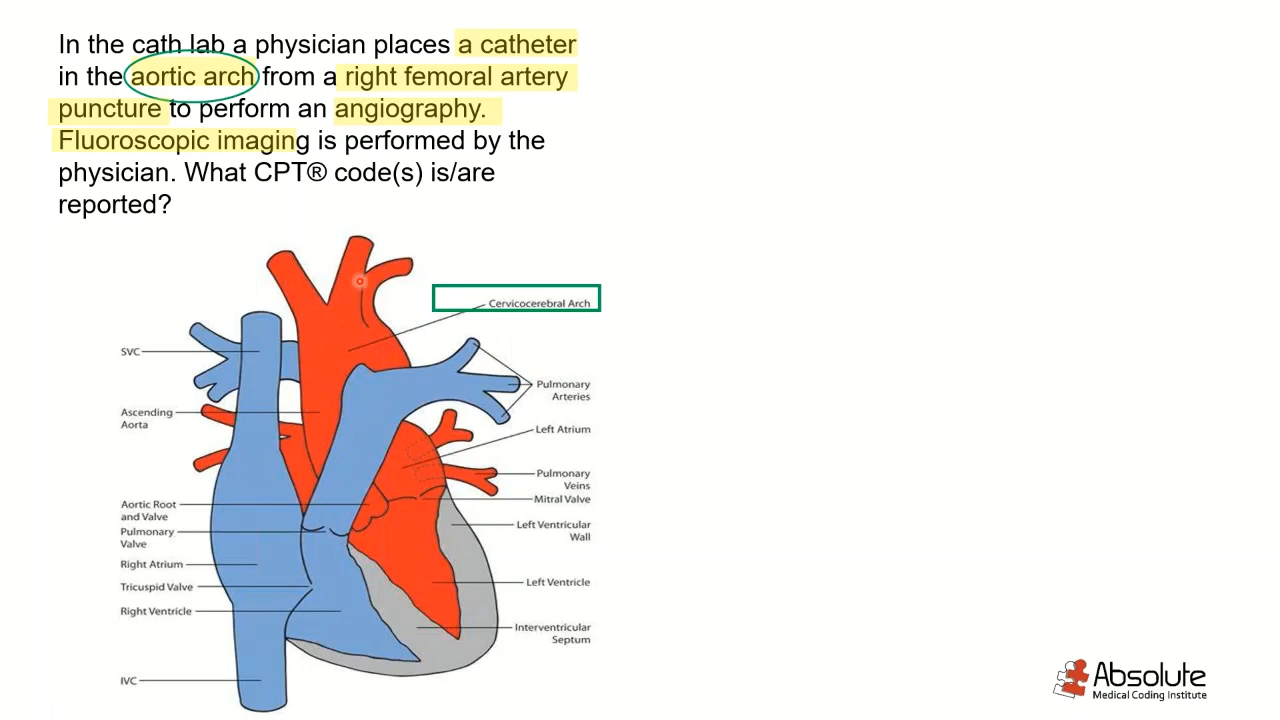 In the cath lab a physician places a catheter
in the aortic arch from a right femoral artery
puncture to perform an angiography.
Fluoroscopic imaging is performed by the
physician. What CPT® code(s) is/are
reported?
Cervicocerebral Arch
SVC
Pulmonary
Arteries
Ascending
Aorta
Left Atrium
Pulmonary
Veins
Mitral Valve
Aortic Root
and Valve
Left Ventricular
Wall
Pulmonary
Valve
Right Atrium
Left Ventricle
Tricuspid Valve
Right Ventricle
Interventricular
Septum
IVC
Absolute
Medical Coding Institute